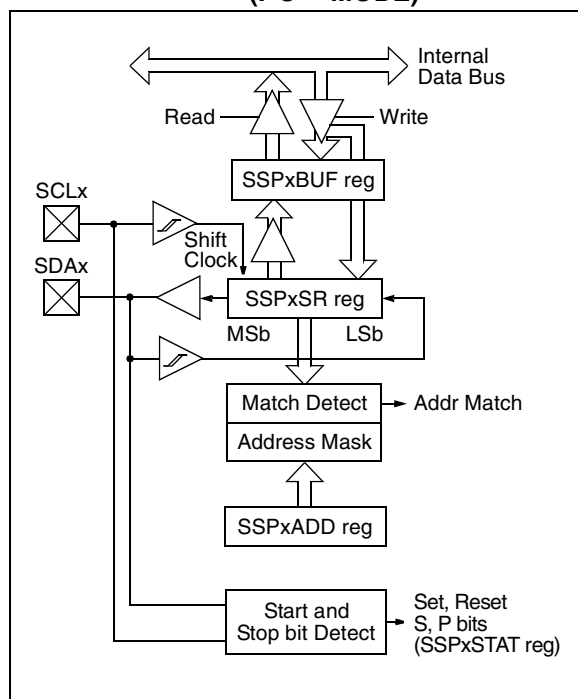 MODE)
Internal
Data Bus
Read
Write
SSPxBUF reg
SCLx
Shift
Clock
SDAx
SSPxSR reg
MSb
LSb
Match Detect
Addr Match
Address Mask
SSPxADD reg
Start and
Stop bit Detect
Set, Reset
S, P bits
(SSPxSTAT reg)